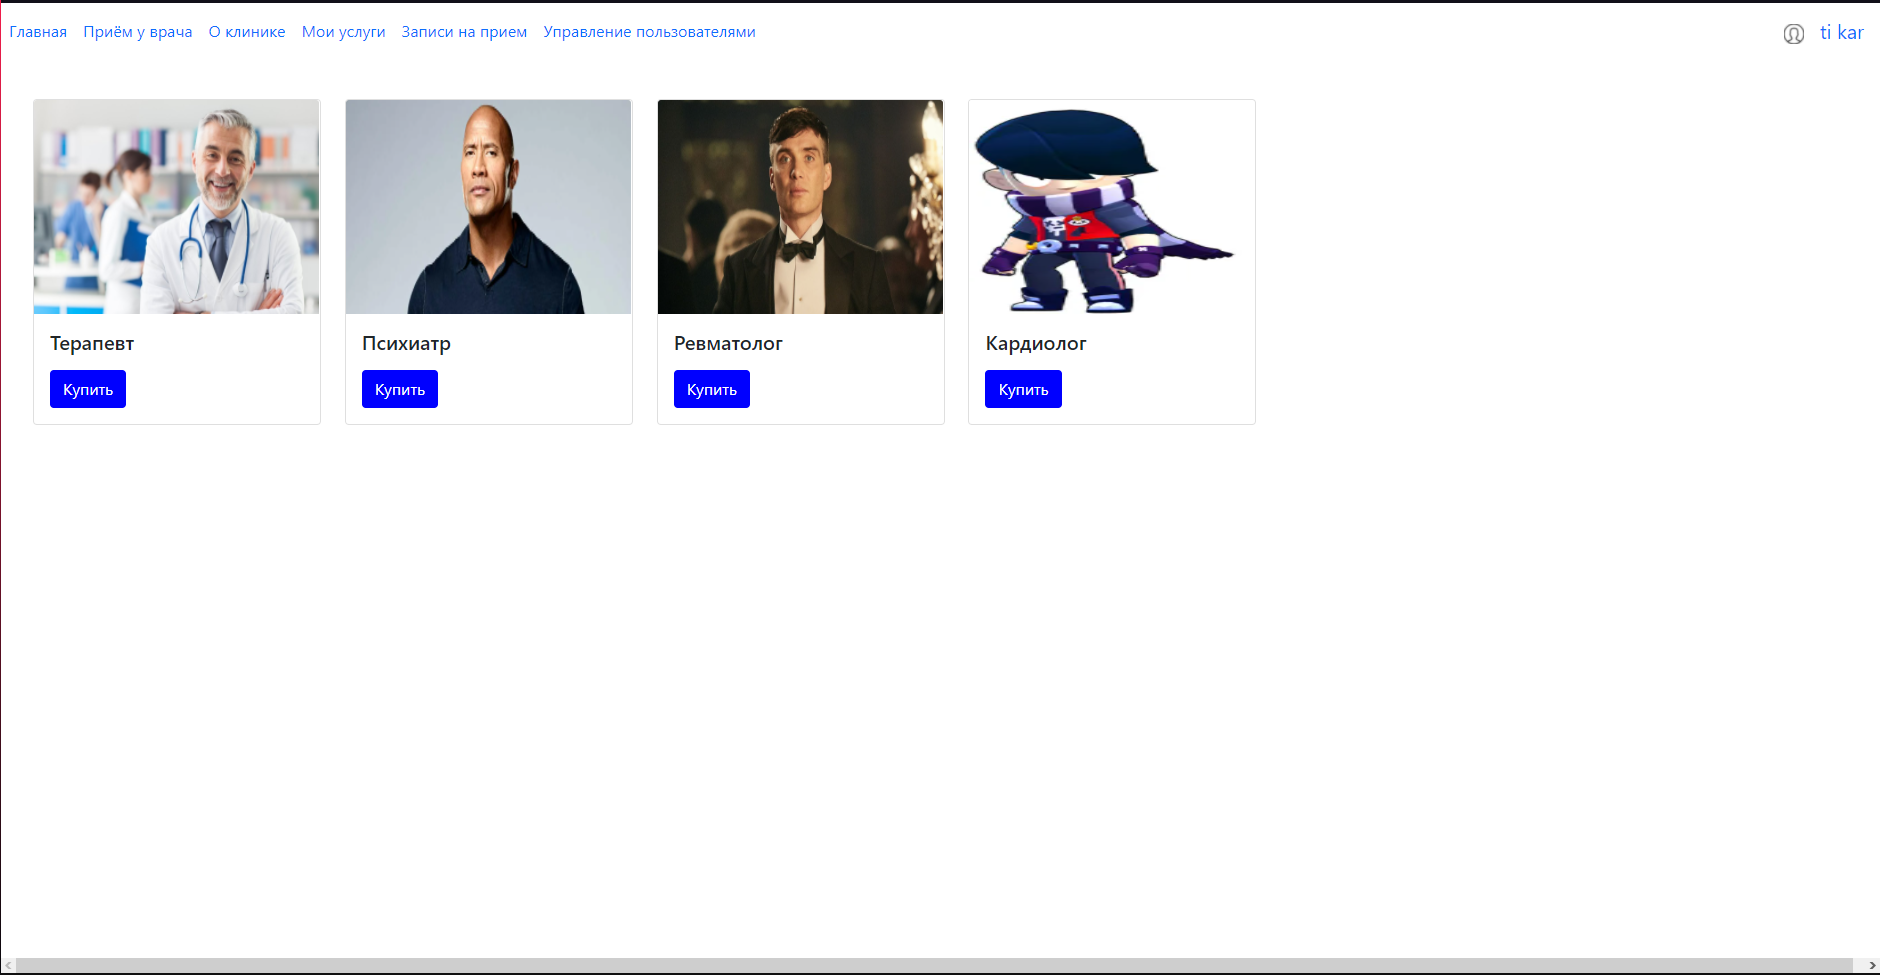 Главная Приём у врача О клинике Мои услуги Записи на прием Управление пользователями ti kar
Терапевт Психиатр Ревматолог Кардиолог
Купить Купить Купить Купить